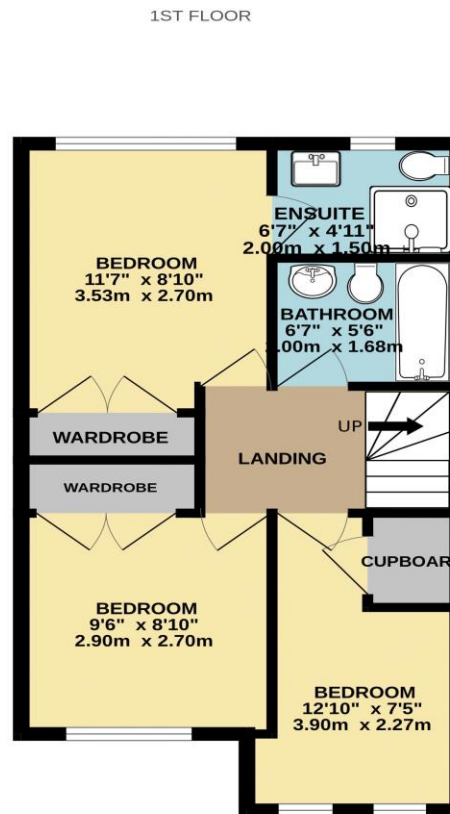 1ST FLOOR
ENSUITE
6'7" x 4'11"
2.00m x 1.50m
BEDROOM
11'7" x 8'10"
3.53m x 2.70m
BATHROOM
6'7" x 5'6"
.00m x 1.68m
UP
WARDROBE
LANDING
WARDROBE
CUPBOAR
BEDROOM
9'6" x 8'10"
2.90m x 2.70m
BEDROOM
12'10" x 7'5"
3.90m x 2.27m